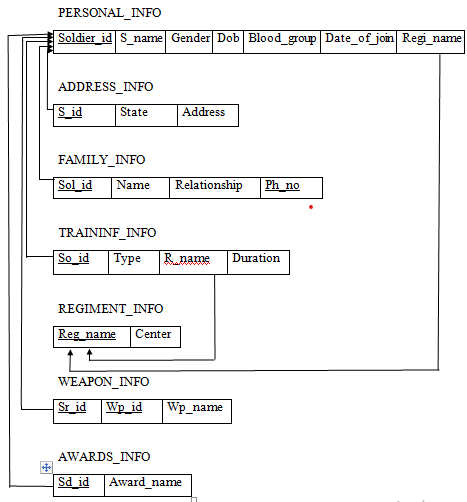 PERSONAL_INFO
Soldier_id S_name Gender Dob Blood_group Date_of_join Regi_name
ADDRESS_INFO
S_id State Address
FAMILY_INFO
Sol_id Name Relationship Ph_no
TRAININF_INFO
So_id Type R_name Duration
REGIMENT_INFO
Reg_name Center
WEAPON_INFO
Sr_id Wp_id Wp_name
AWARDS_INFO
Sd_id Award_name